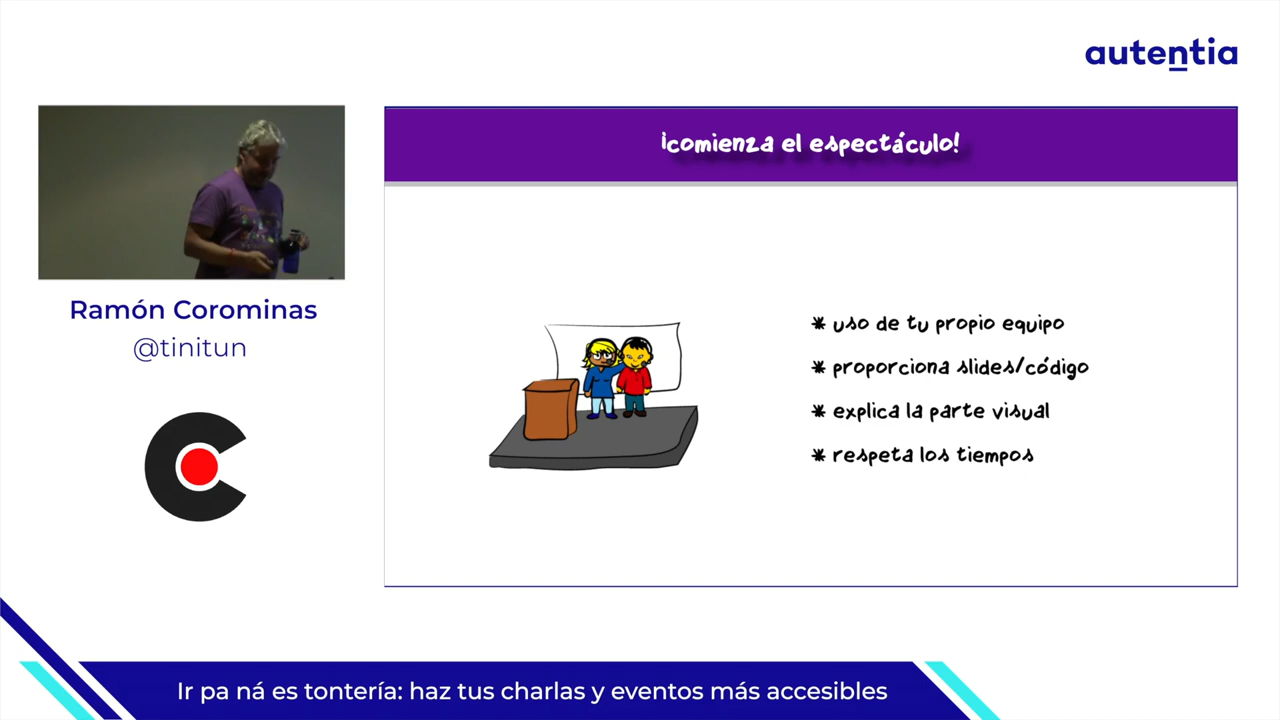 autentia
¡comienza el espectáculo!
Ramón Corominas
@tinitun
* uso de tu propio equipo
* proporciona slides/código
* explica la parte visual
* respeta los tiempos
Ir pa ná es tontería: haz tus charlas y eventos más accesibles